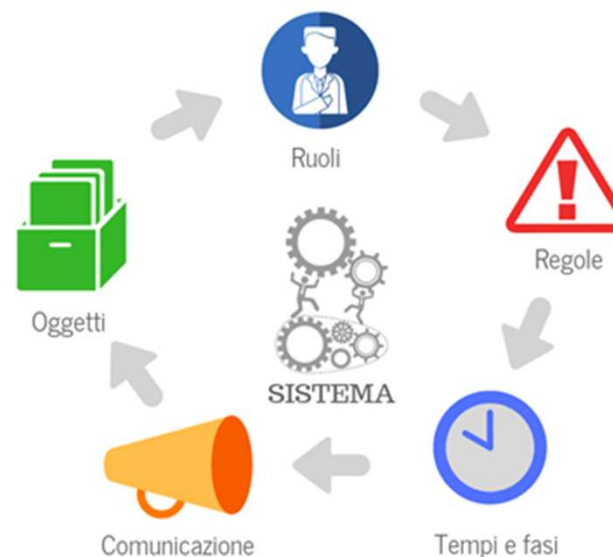 Ruoli
Regole
Oggetti
SISTEMA
Comunicazione
Tempi e fasi